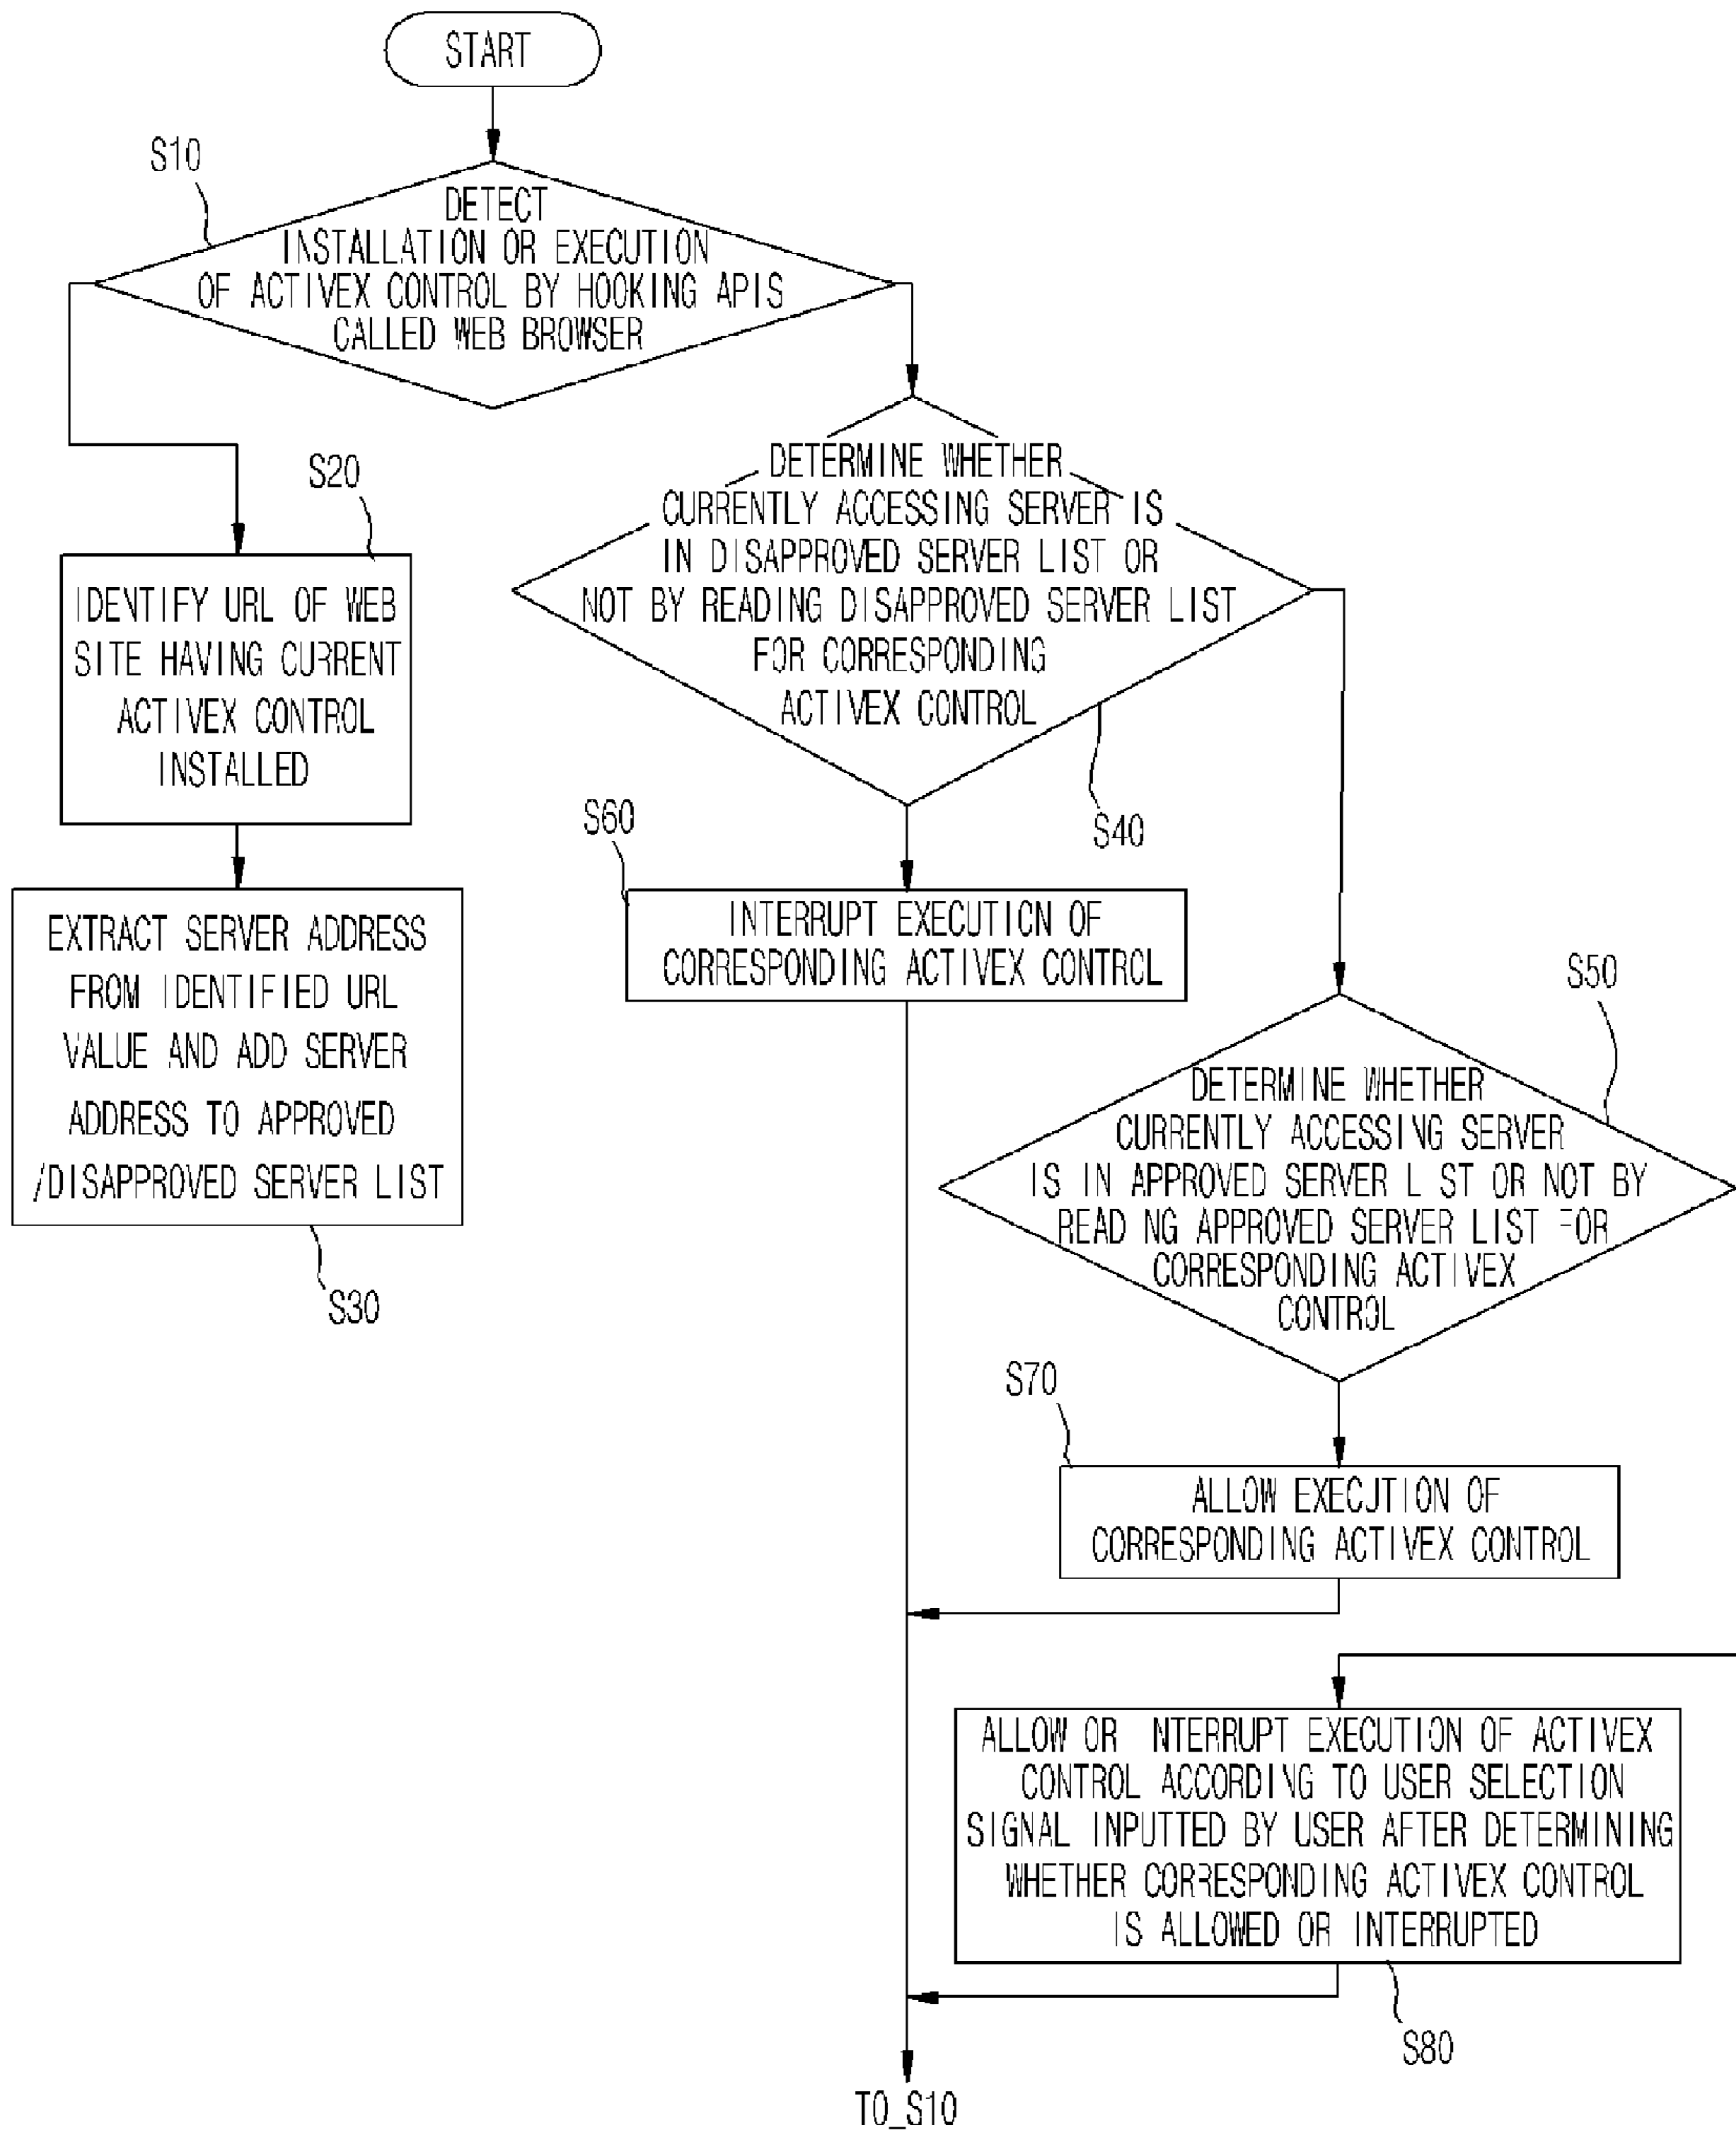 START
S10
DETECT
INSTALLATION OR EXECUTION
OF ACTIVEX CONTROL BY HOOKING APIS
CALLED WEB BROWSER
S20
IDENTIFY URL OF WEB
SITE HAVING CURRENT
ACTIVEX CONTROL
INSTALLED
EXTRACT SERVER ADDRESS
FROM IDENTIFIED URL
VALUE AND ADD SERVER
ADDRESS TO APPROVED
/DISAPPROVED SERVER LIST
S30
DETERMINE WHETHER
CURRENTLY ACCESSING SERVER IS
IN DISAPPROVED SERVER LIST OR
NOT BY READING DISAPPROVED SERVER LIST
FOR CORRESPONDING
ACTIVEX CONTROL
S40
S60
INTERRUPT EXECUTION OF
CORRESPONDING ACTIVEX CONTROL
S50
DETERMINE WHETHER
CURRENTLY ACCESSING SERVER
IS IN APPROVED SERVER LIST OR NOT BY
READING APPROVED SERVER LIST FOR
CORRESPONDING ACTIVEX
CONTROL
S70
ALLOW EXECUTION OF
CORRESPONDING ACTIVEX CONTROL
ALLOW OR INTERRUPT EXECUTION OF ACTIVEX
CONTROL ACCORDING TO USER SELECTION
SIGNAL INPUTTED BY USER AFTER DETERMINING
WHETHER CORRESPONDING ACTIVEX CONTROL
IS ALLOWED OR INTERRUPTED
S80
TO_S10